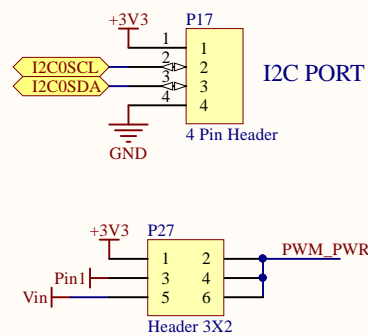 +3V3 P17
1 1
I2C0SCL 2 2 I2C PORT
I2C0SDA 3 3
4 4
4 Pin Header
GND
+3V3 P27
1 2 PWM_PWR
Pin1 3 4
Vin 5 6
Header 3X2